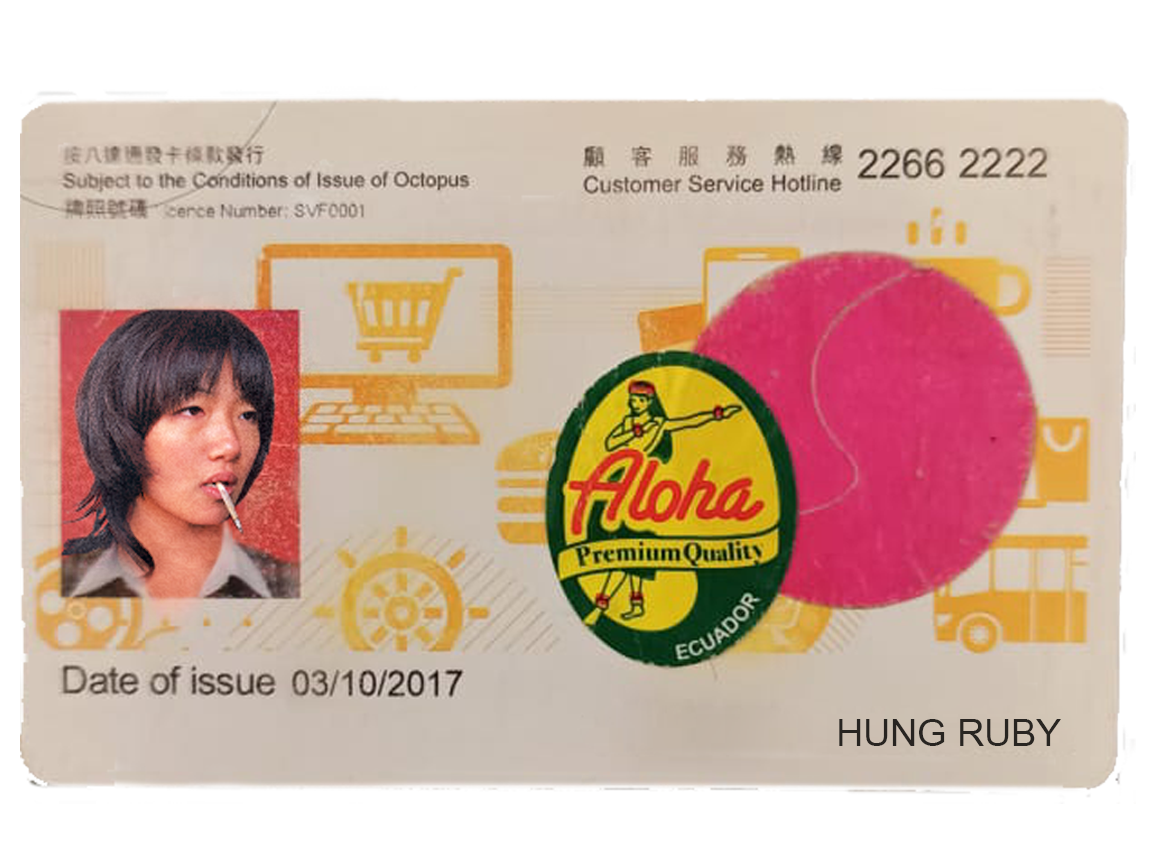 按八達通發卡條款發行
Subject to the Conditions of Issue of Octopus
牌照號碼 icence Number: SVF0001
顧客服務熱線 2266 2222
Customer Service Hotline
Aloha
Premium Quality
ECUADOR
Date of issue 03/10/2017
HUNG RUBY